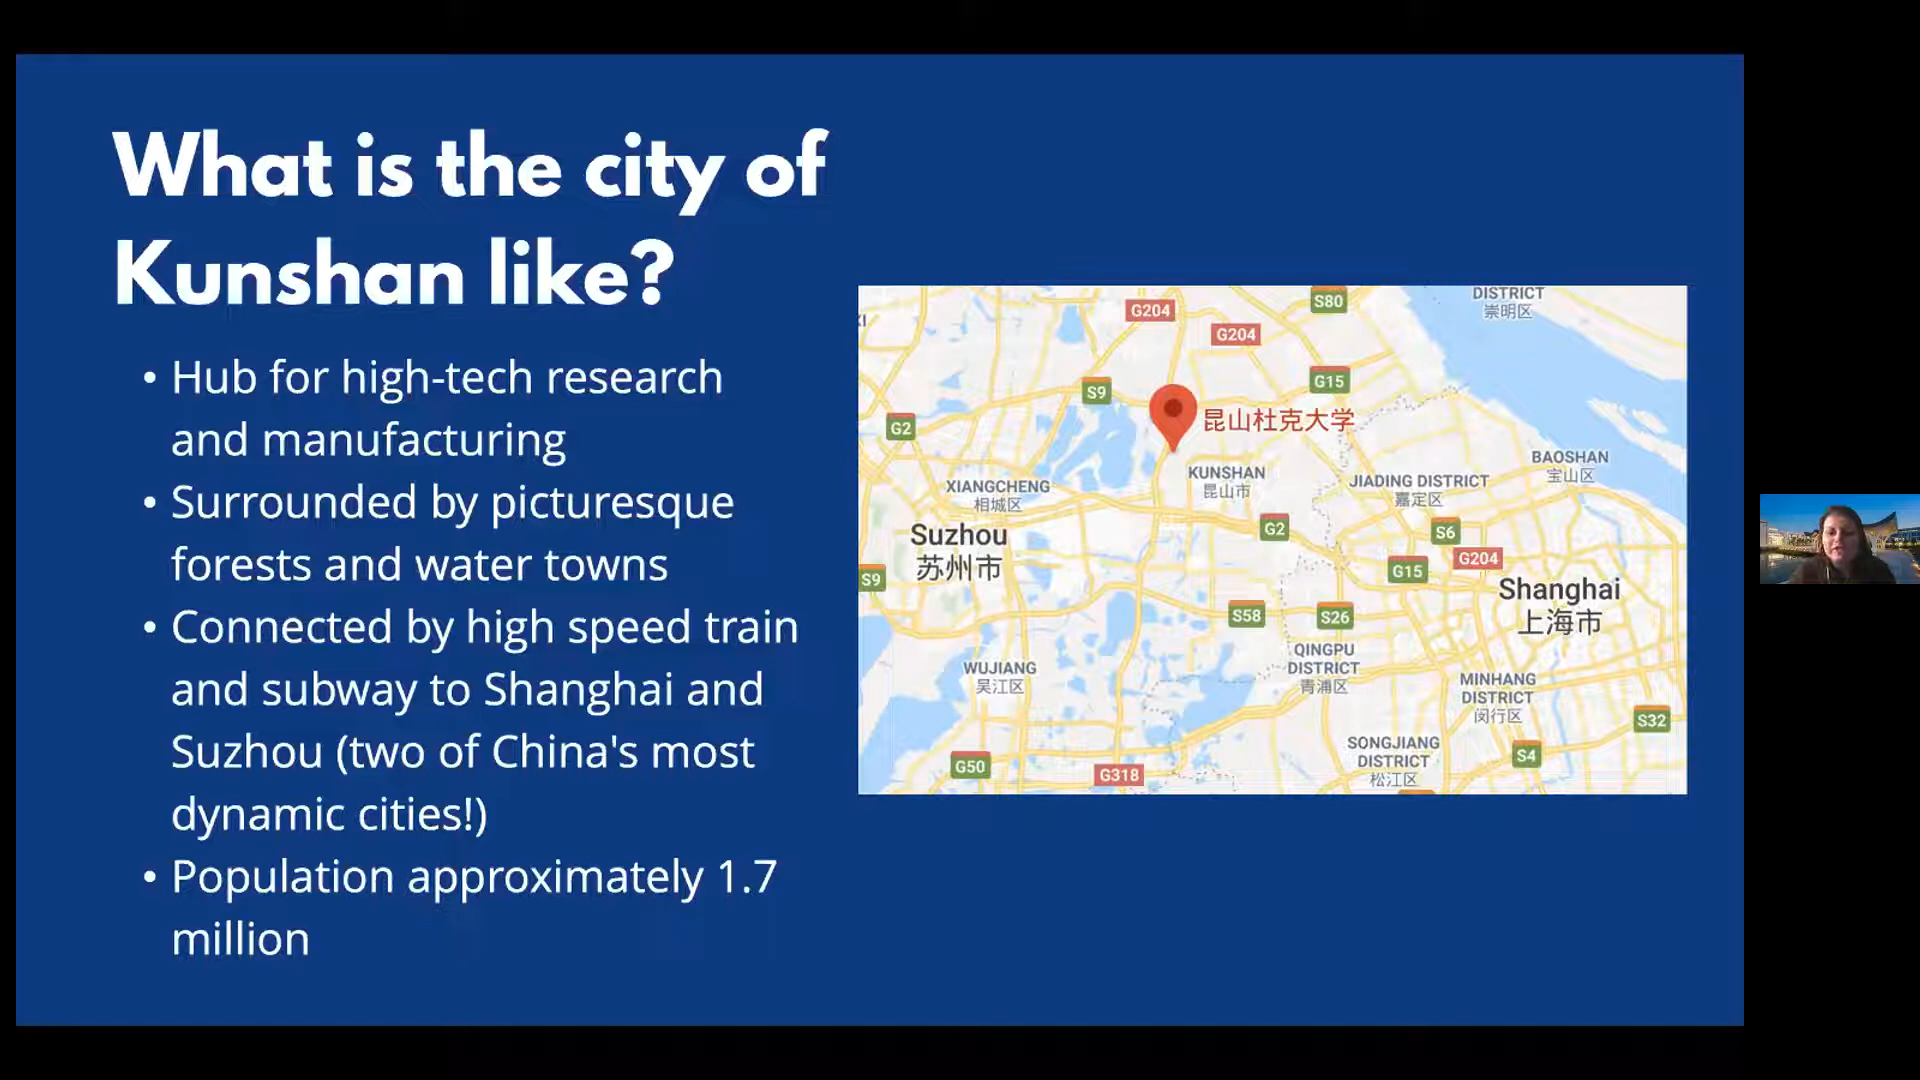 What is the city of
Kunshan like?
• Hub for high-tech research
and manufacturing
• Surrounded by picturesque
forests and water towns
• Connected by high speed train
and subway to Shanghai and
Suzhou (two of China's most
dynamic cities!)
• Population approximately 1.7
million
DISTRICT
崇明区
S80
G204
G204
G15
S9
昆山杜克大学
G2
BAOSHAN
宝山区
KUNSHAN
昆山市
JIADING DISTRICT
嘉定区
XIANGCHENG
相城区
G2
S6
Suzhou
苏州市
G204
G15
S9
Shanghai
上海市
S58
S26
QINGPU
DISTRICT
青浦区
WUJIANG
吴江区
MINHANG
DISTRICT
闵行区
S32
SONGJIANG
DISTRICT
松江区
S4
G50
G318